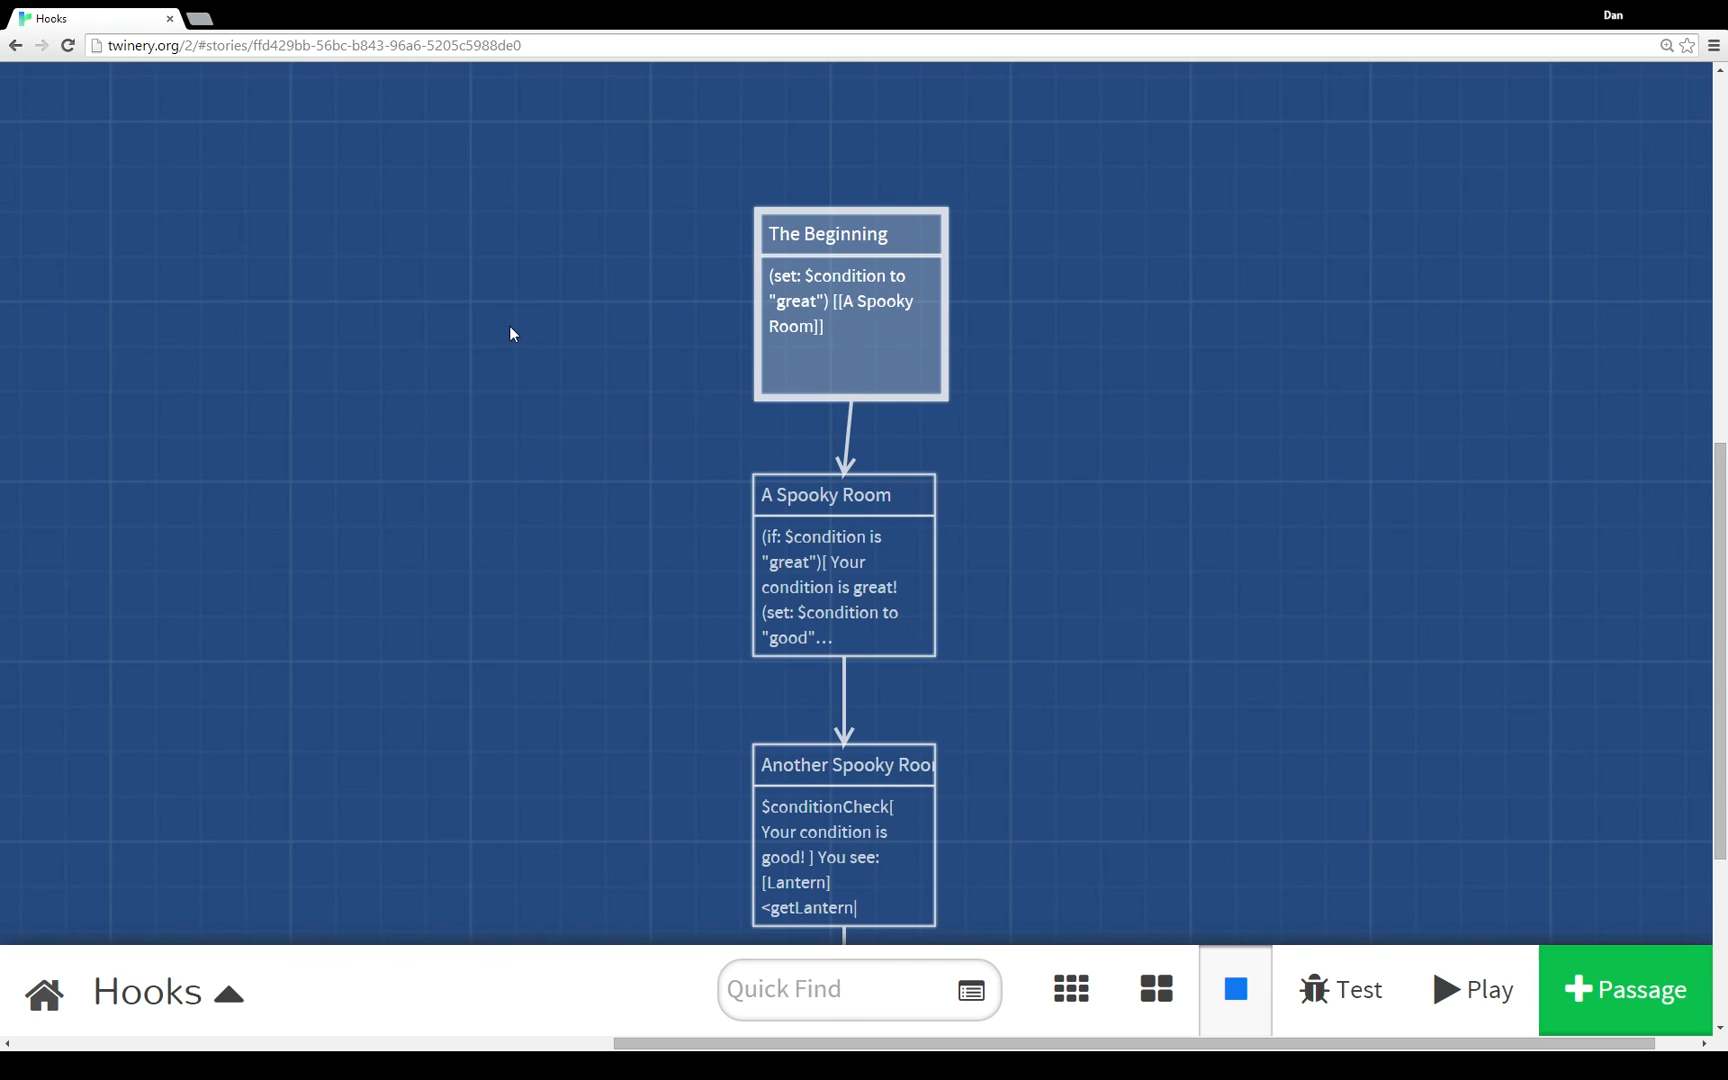 Hooks
Dan
twinery.org/2/#stories/ffd429bb-56bc-b843-96a6-5205c5988de0
The Beginning
(set: $condition to
"great") [[A Spooky
Room]]
A Spooky Room
(if: $condition is
"great")[ Your
condition is great!
(set: $condition to
"good"...
Another Spooky Roo
$conditionCheck[
Your condition is
good! ] You see:
[Lantern]
<getLantern|
Hooks
Quick Find
Test
Play
Passage